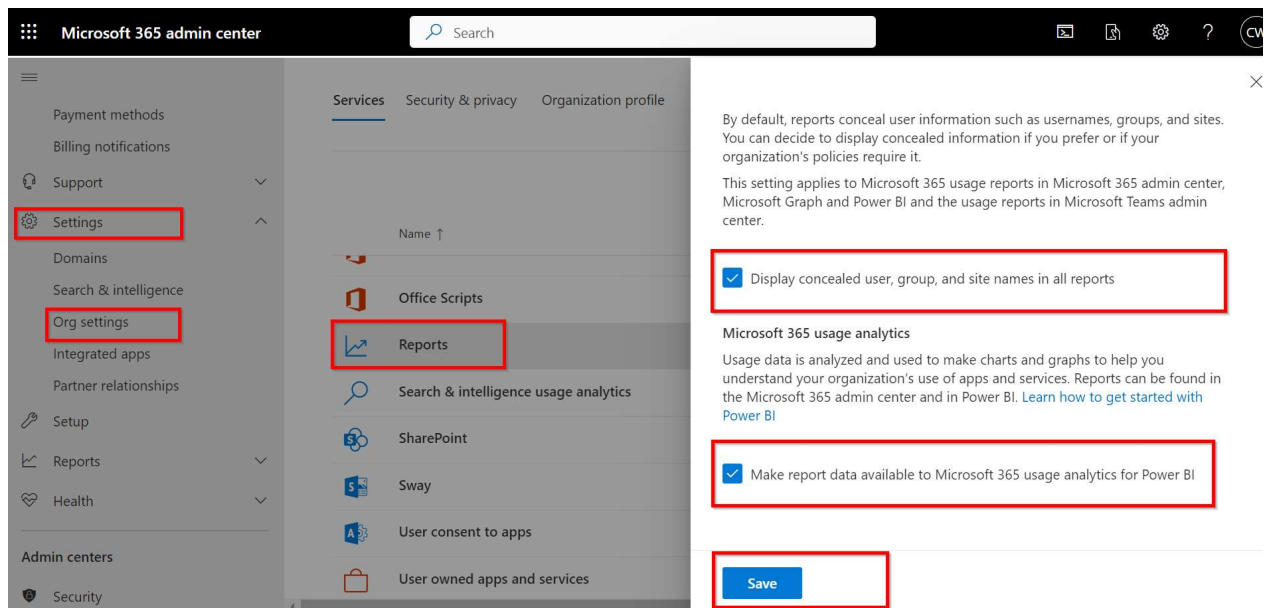 Microsoft 365 admin center
Search
?
CW
Payment methods
Billing notifications
Support
Settings
Domains
Search & intelligence
Org settings
Integrated apps
Partner relationships
Setup
Reports
Health
Admin centers
Security
Services Security & privacy Organization profile
Name ↑
Office Scripts
Reports
Search & intelligence usage analytics
SharePoint
Sway
User consent to apps
User owned apps and services
By default, reports conceal user information such as usernames, groups, and sites.
You can decide to display concealed information if you prefer or if your
organization's policies require it.
This setting applies to Microsoft 365 usage reports in Microsoft 365 admin center,
Microsoft Graph and Power BI and the usage reports in Microsoft Teams admin
center.
Display concealed user, group, and site names in all reports
Microsoft 365 usage analytics
Usage data is analyzed and used to make charts and graphs to help you
understand your organization's use of apps and services. Reports can be found in
the Microsoft 365 admin center and in Power BI. Learn how to get started with
Power BI
Make report data available to Microsoft 365 usage analytics for Power BI
Save